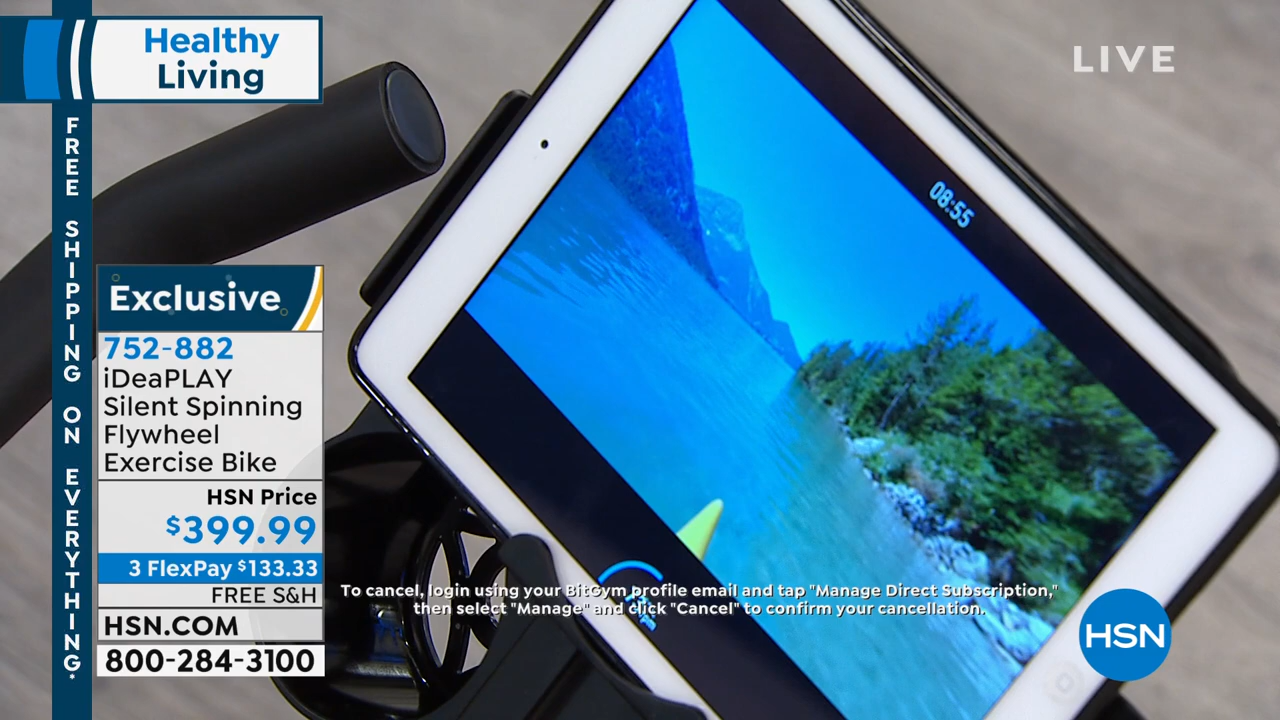 Healthy
Living
LIVE
FREE SHIPPING ON EVERYTHING*
08:55
Exclusive
752-882
iDeaPLAY
Silent Spinning
Flywheel
Exercise Bike
HSN Price
$399.99
3 FlexPay $133.33
FREE S&H
HSN.COM
800-284-3100
To cancel, login using your BitGym profile email and tap "Manage Direct Subscription,"
then select "Manage" and click "Cancel" to confirm your cancellation.
HSN